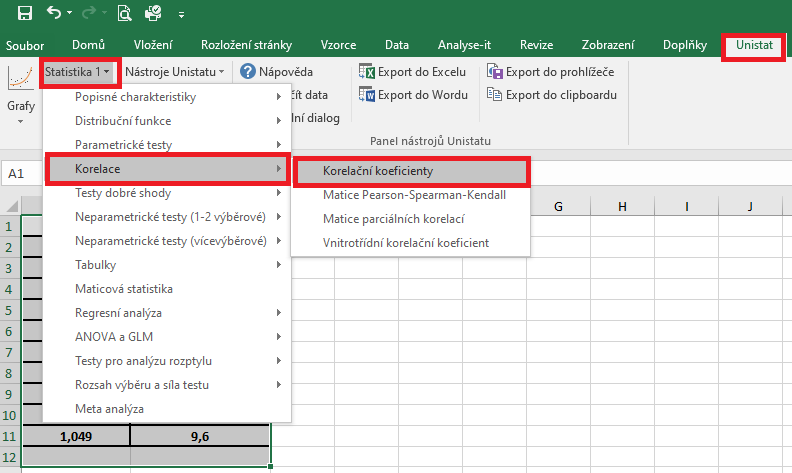 Soubor Domů Vložení Rozložení stránky Vzorce Data Analyse-it Revize Zobrazení Doplňky Unistat
Statistika 1 Nástroje Unistatu Nápověda Export do Excelu Export do prohlížeče
Grafy čít data Export do Wordu Export do clipboardu
lní dialog
Panel nástrojů Unistatu
Popisné charakteristiky
Distribuční funkce
Parametrické testy
Korelace
Testy dobré shody
Neparametrické testy (1-2 výběrové)
Neparametrické testy (vícevýběrové)
Tabulky
Maticová statistika
Regresní analýza
ANOVA a GLM
Testy pro analýzu rozptylu
Rozsah výběru a síla testu
Meta analýza
Korelační koeficienty
Matice Pearson-Spearman-Kendall
Matice parciálních korelací
Vnitrotřídní korelační koeficient
A1
G H I J
1
2
3
4
5
6
7
8
9
10
11 1,049 9,6
12